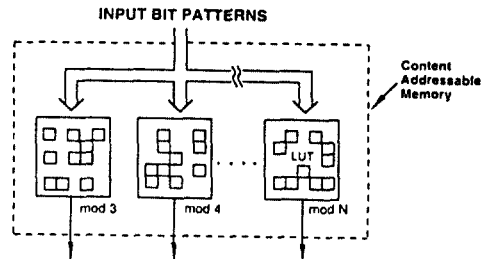 INPUT BIT PATTERNS
Content
Addressable
Memory
LUT
mod 3
mod 4
mod N